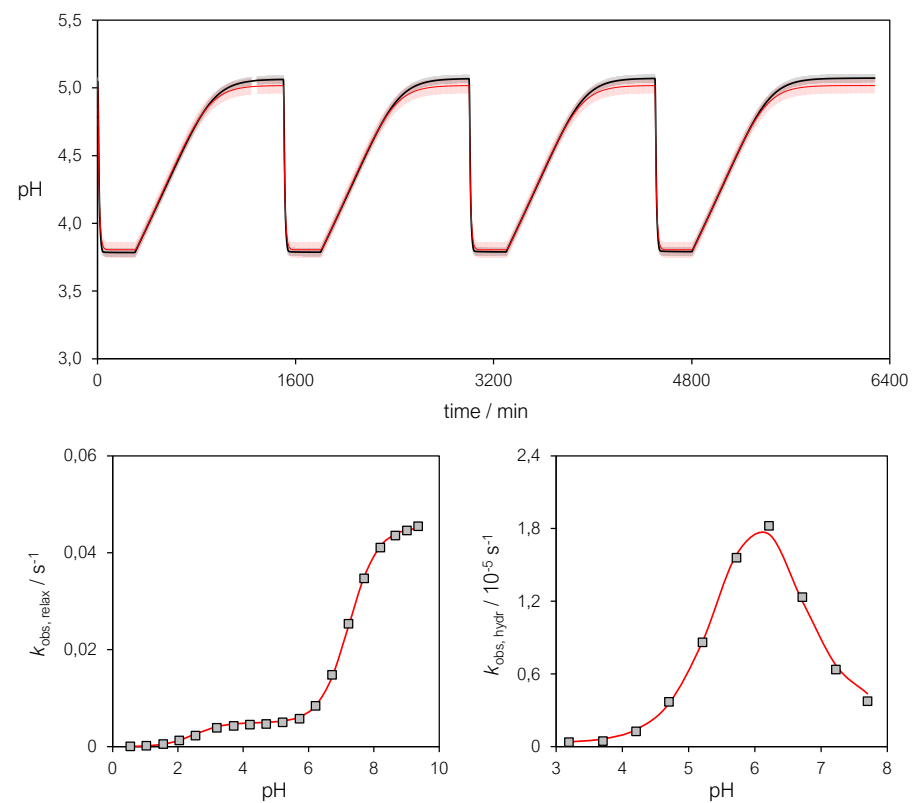 5,5
5,0
4,5
pH
4,0
3,5
3,0
0 1600 3200 4800 6400
time / min
0,06
0,04
0,02
0
k obs, relax / s-1
0 2 4 6 8 10
pH
2,4
1,8
1,2
0,6
0
k obs, hydr / 10-5 s-1
3 4 5 6 7 8
pH